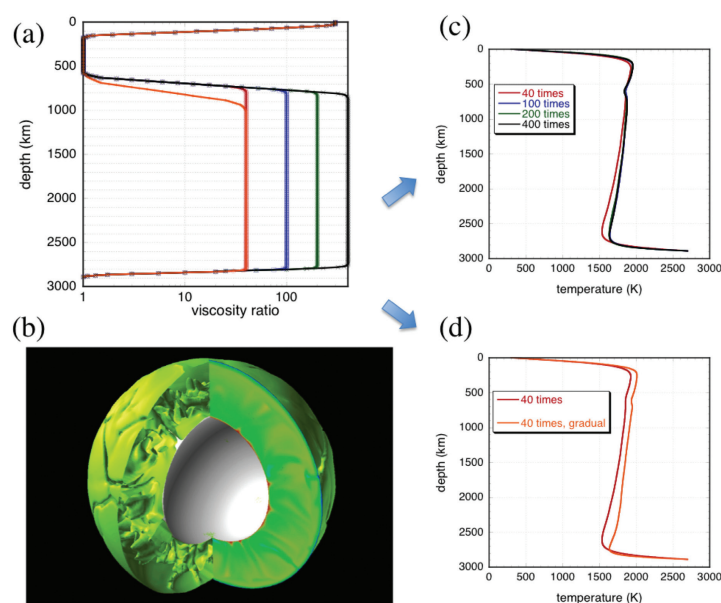 (a)
0
500
1000
1500
2000
2500
3000
depth (km)
1
10
100
viscosity ratio
(b)
(c)
0
500
1000
1500
2000
2500
3000
depth (km)
40 times
100 times
200 times
400 times
0 500 1000 1500 2000 2500 3000
temperature (K)
(d)
0
500
1000
1500
2000
2500
3000
depth (km)
40 times
40 times, gradual
0 500 1000 1500 2000 2500 3000
temperature (K)